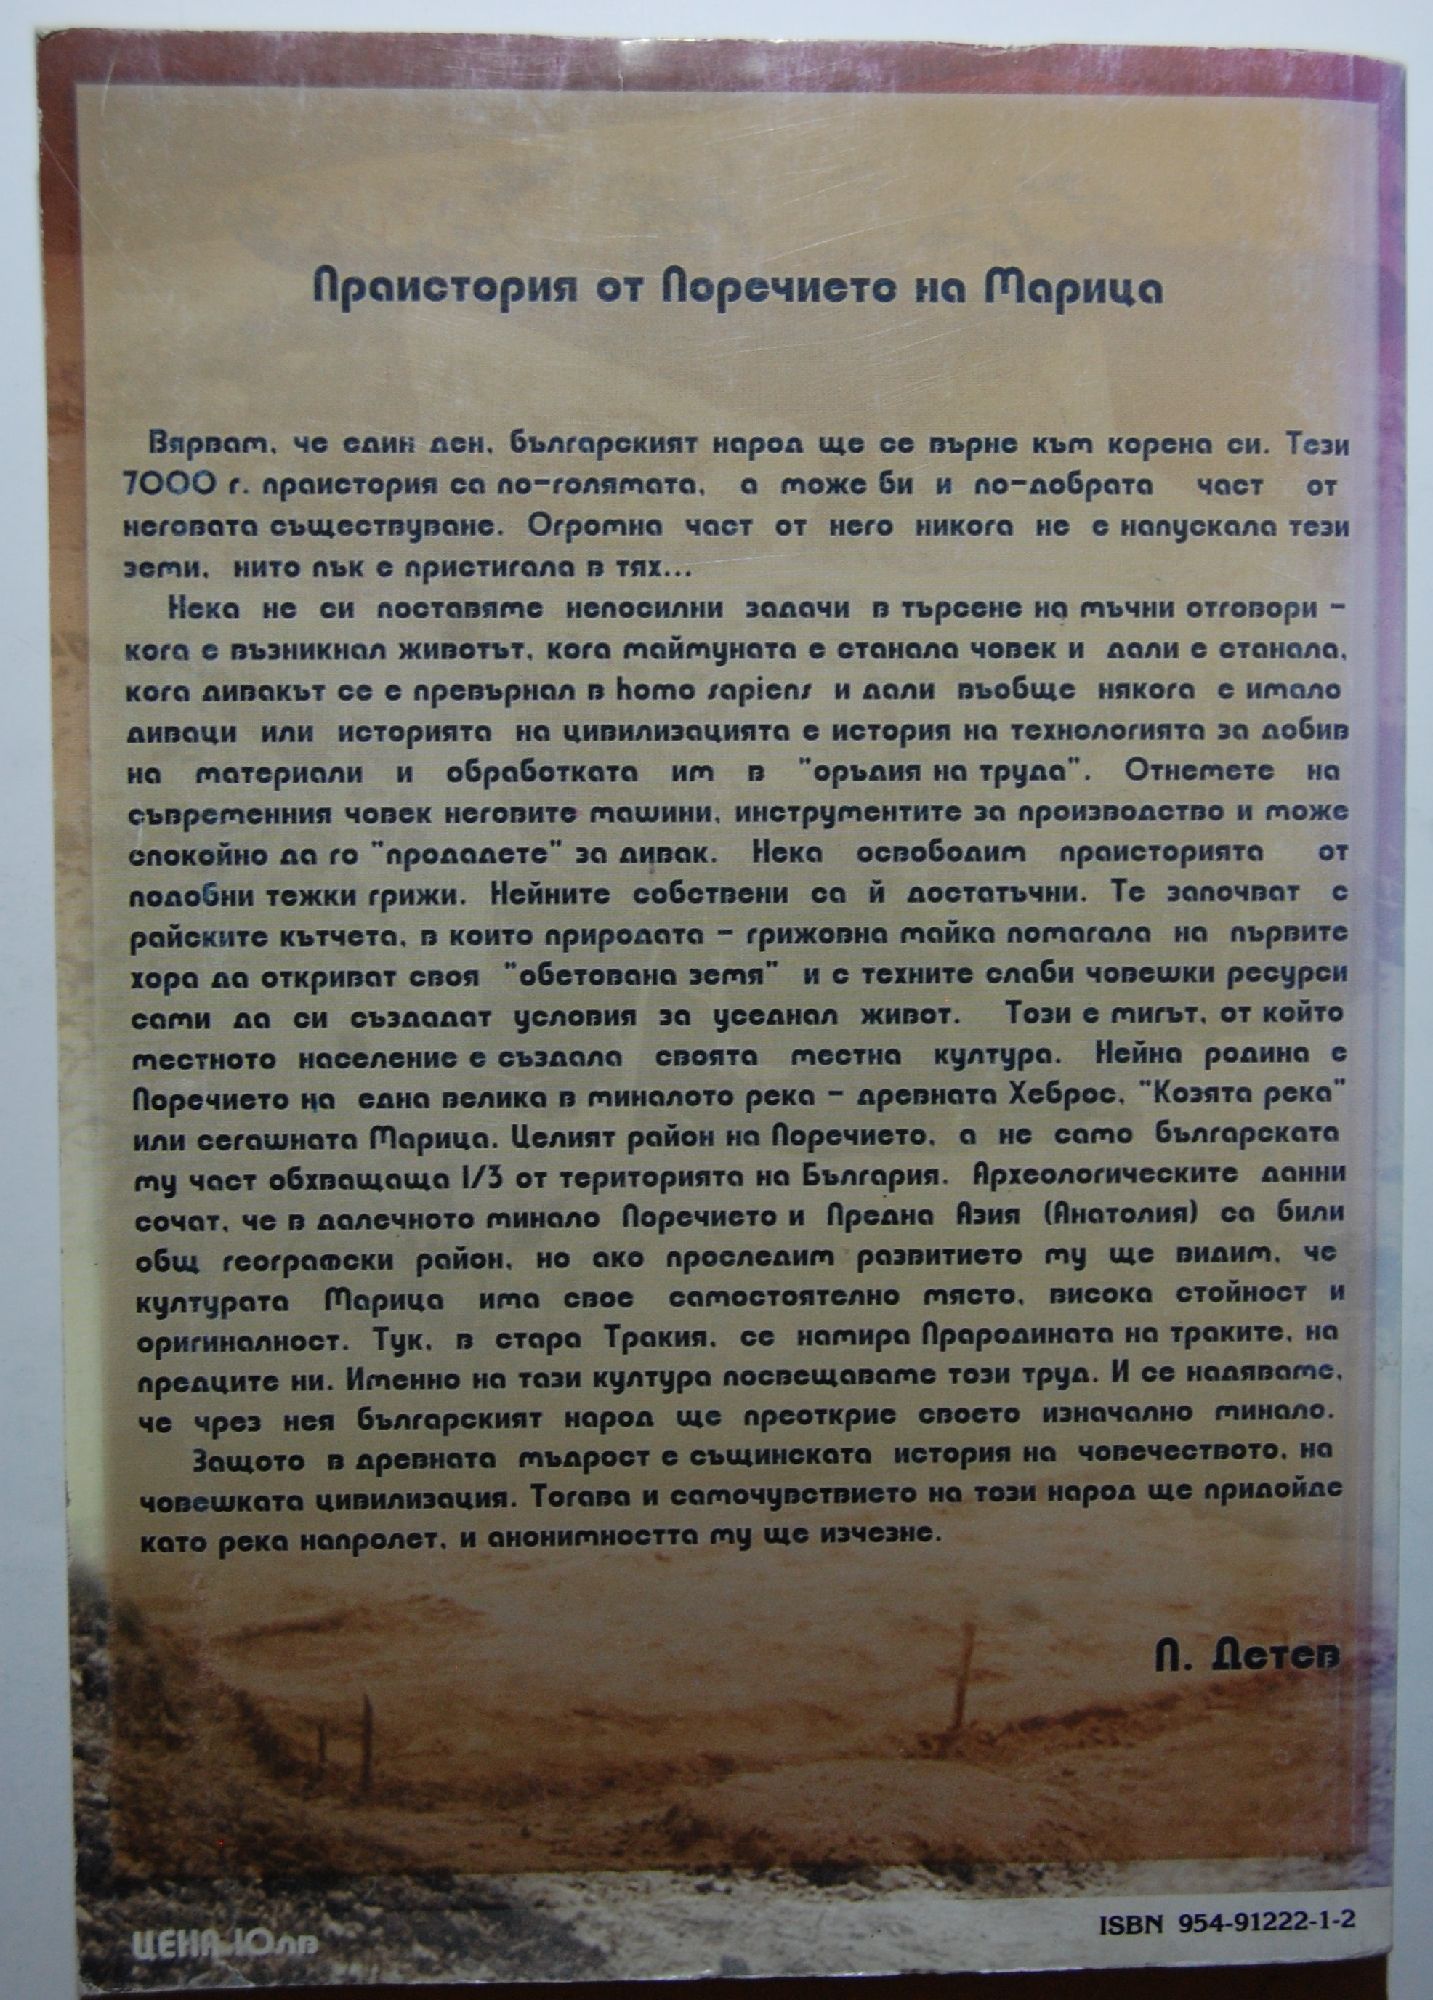 Праистория от Поречието на Марица
Вярвам, че един ден, българският народ ще се върне към корена си. Тези
7000 г. праистория са по-голямата, а може би и по-добрата част от
неговата съществуване. Огромна част от него никога не е напускала тези
земи, нито пък е пристигала в тях...
Нека не си поставяме непосилни задачи в търсене на мъчни отговори -
кога е възникнал животът, кога маймуната е станала човек и дали е станала,
кога дивакът се е превърнал в homo sapiens и дали въобще някога е имало
диваци или историята на цивилизацията е история на технологията за добив
на материали и обработката им в "оръдия на труда". Отнемете на
съвременния човек неговите машини, инструментите за производство и може
спокойно да го "продадете" за дивак. Нека освободим праисторията от
подобни тежки грижи. Нейните собствени са й достатъчни. Те започват с
райските кътчета, в които природата - грижовна майка помагала на първите
хора да откриват своя "обетована земя" и с техните слаби човешки ресурси
сами да си създадат условия за уседнал живот. Този е мигът, от който
местното население е създала своята местна култура. Нейна родина е
Поречието на една велика в миналото река - древната Хеброс, "Козята река"
или сегашната Марица. Целият район на Поречието, а не само българската
му част обхващаща 1/3 от територията на България. Археологическите данни
сочат, че в далечното минало Поречието и Предна Азия (Анатолия) са били
общ географски район, но ако проследим развитието му ще видим, че
културата Марица има свое самостоятелно място, висока стойност и
оригиналност. Тук, в стара Тракия, се намира Прародината на траките, на
предците ни. Именно на тази култура посвещаваме този труд. И се надяваме,
че чрез нея българският народ ще преоткрие своето изначално минало.
Защото в древната мъдрост е същинската история на човечеството, на
човешката цивилизация. Тогава и самочувствието на този народ ще придойде
като река напролет, и анонимността му ще изчезне.
П. Детев
ISBN 954-91222-1-2
ЦЕНА 10лв